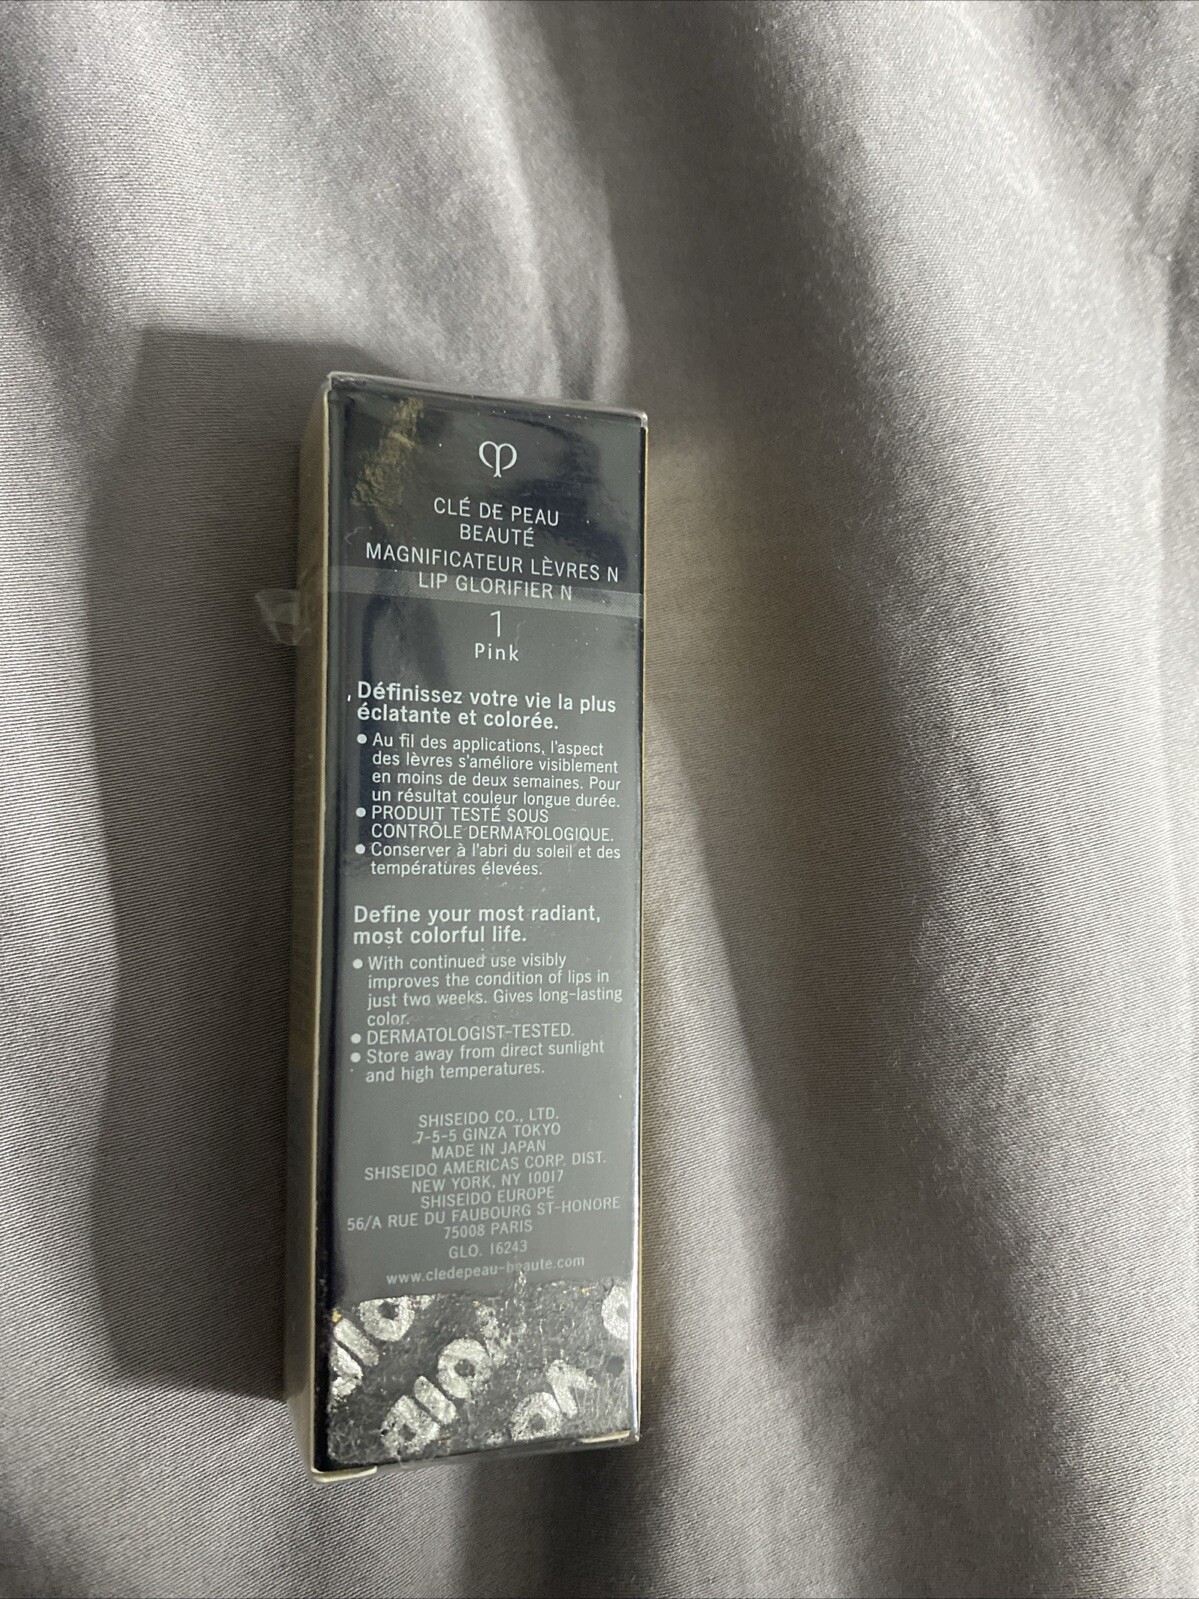 CLÉ DE PEAU
BEAUTÉ
MAGNIFICATEUR LÈVRES N
LIP GLORIFIER N
1
Pink
Définissez votre vie la plus
éclatante et colorée.
● Au fil des applications, l'aspect
des lèvres s'améliore visiblement
en moins de deux semaines. Pour
un résultat couleur longue durée.
● PRODUIT TESTÉ SOUS
CONTRÔLE DERMATOLOGIQUE.
● Conserver à l'abri du soleil et des
températures élevées.
Define your most radiant,
most colorful life.
● With continued use visibly
improves the condition of lips in
just two weeks. Gives long-lasting
color.
● DERMATOLOGIST-TESTED.
● Store away from direct sunlight
and high temperatures.
SHISEIDO CO., LTD.
7-5-5 GINZA TOKYO
MADE IN JAPAN
SHISEIDO AMERICAS CORP. DIST.
NEW YORK, NY 10017
SHISEIDO EUROPE
56/A RUE DU FAUBOURG ST-HONORE
75008 PARIS
GLO. 16243
www.cledepeau-beaute.com